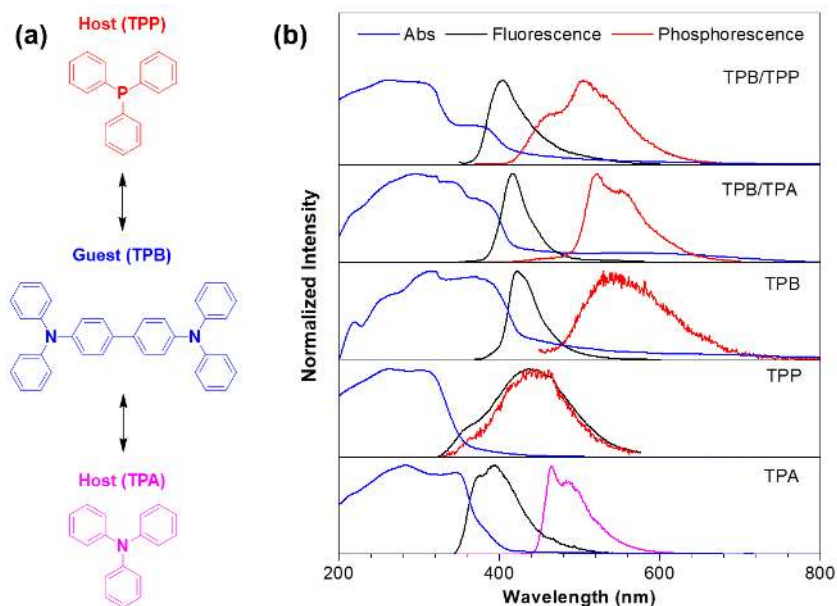 (a)
Host (TPP)
P
Guest (TPB)
N
N
Host (TPA)
N
(b)
Abs Fluorescence Phosphorescence
TPB/TPP
TPB/TPA
TPB
TPP
TPA
Normalized Intensity
200 400 600 800
Wavelength (nm)